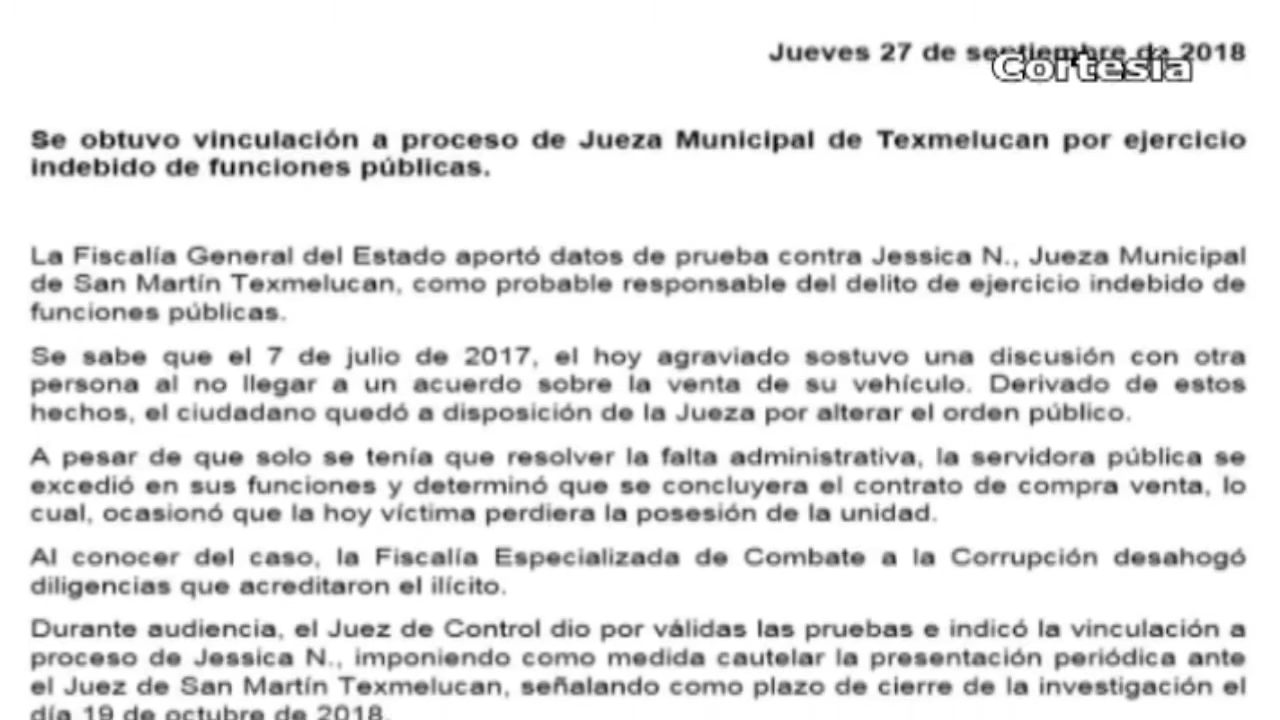 Jueves 27 de septiembre de 2018
Cortesía
Se obtuvo vinculación a proceso de Jueza Municipal de Texmelucan por ejercicio
indebido de funciones públicas.
La Fiscalía General del Estado aportó datos de prueba contra Jessica N., Jueza Municipal
de San Martín Texmelucan, como probable responsable del delito de ejercicio indebido de
funciones públicas.
Se sabe que el 7 de julio de 2017, el hoy agraviado sostuvo una discusión con otra
persona al no llegar a un acuerdo sobre la venta de su vehículo. Derivado de estos
hechos, el ciudadano quedó a disposición de la Jueza por alterar el orden público.
A pesar de que solo se tenía que resolver la falta administrativa, la servidora pública se
excedió en sus funciones y determinó que se concluyera el contrato de compra venta, lo
cual, ocasionó que la hoy víctima perdiera la posesión de la unidad.
Al conocer del caso, la Fiscalía Especializada de Combate a la Corrupción desahogó
diligencias que acreditaron el ilícito.
Durante audiencia, el Juez de Control dio por válidas las pruebas e indicó la vinculación a
proceso de Jessica N., imponiendo como medida cautelar la presentación periódica ante
el Juez de San Martín Texmelucan, señalando como plazo de cierre de la investigación el
día 19 de octubre de 2018.